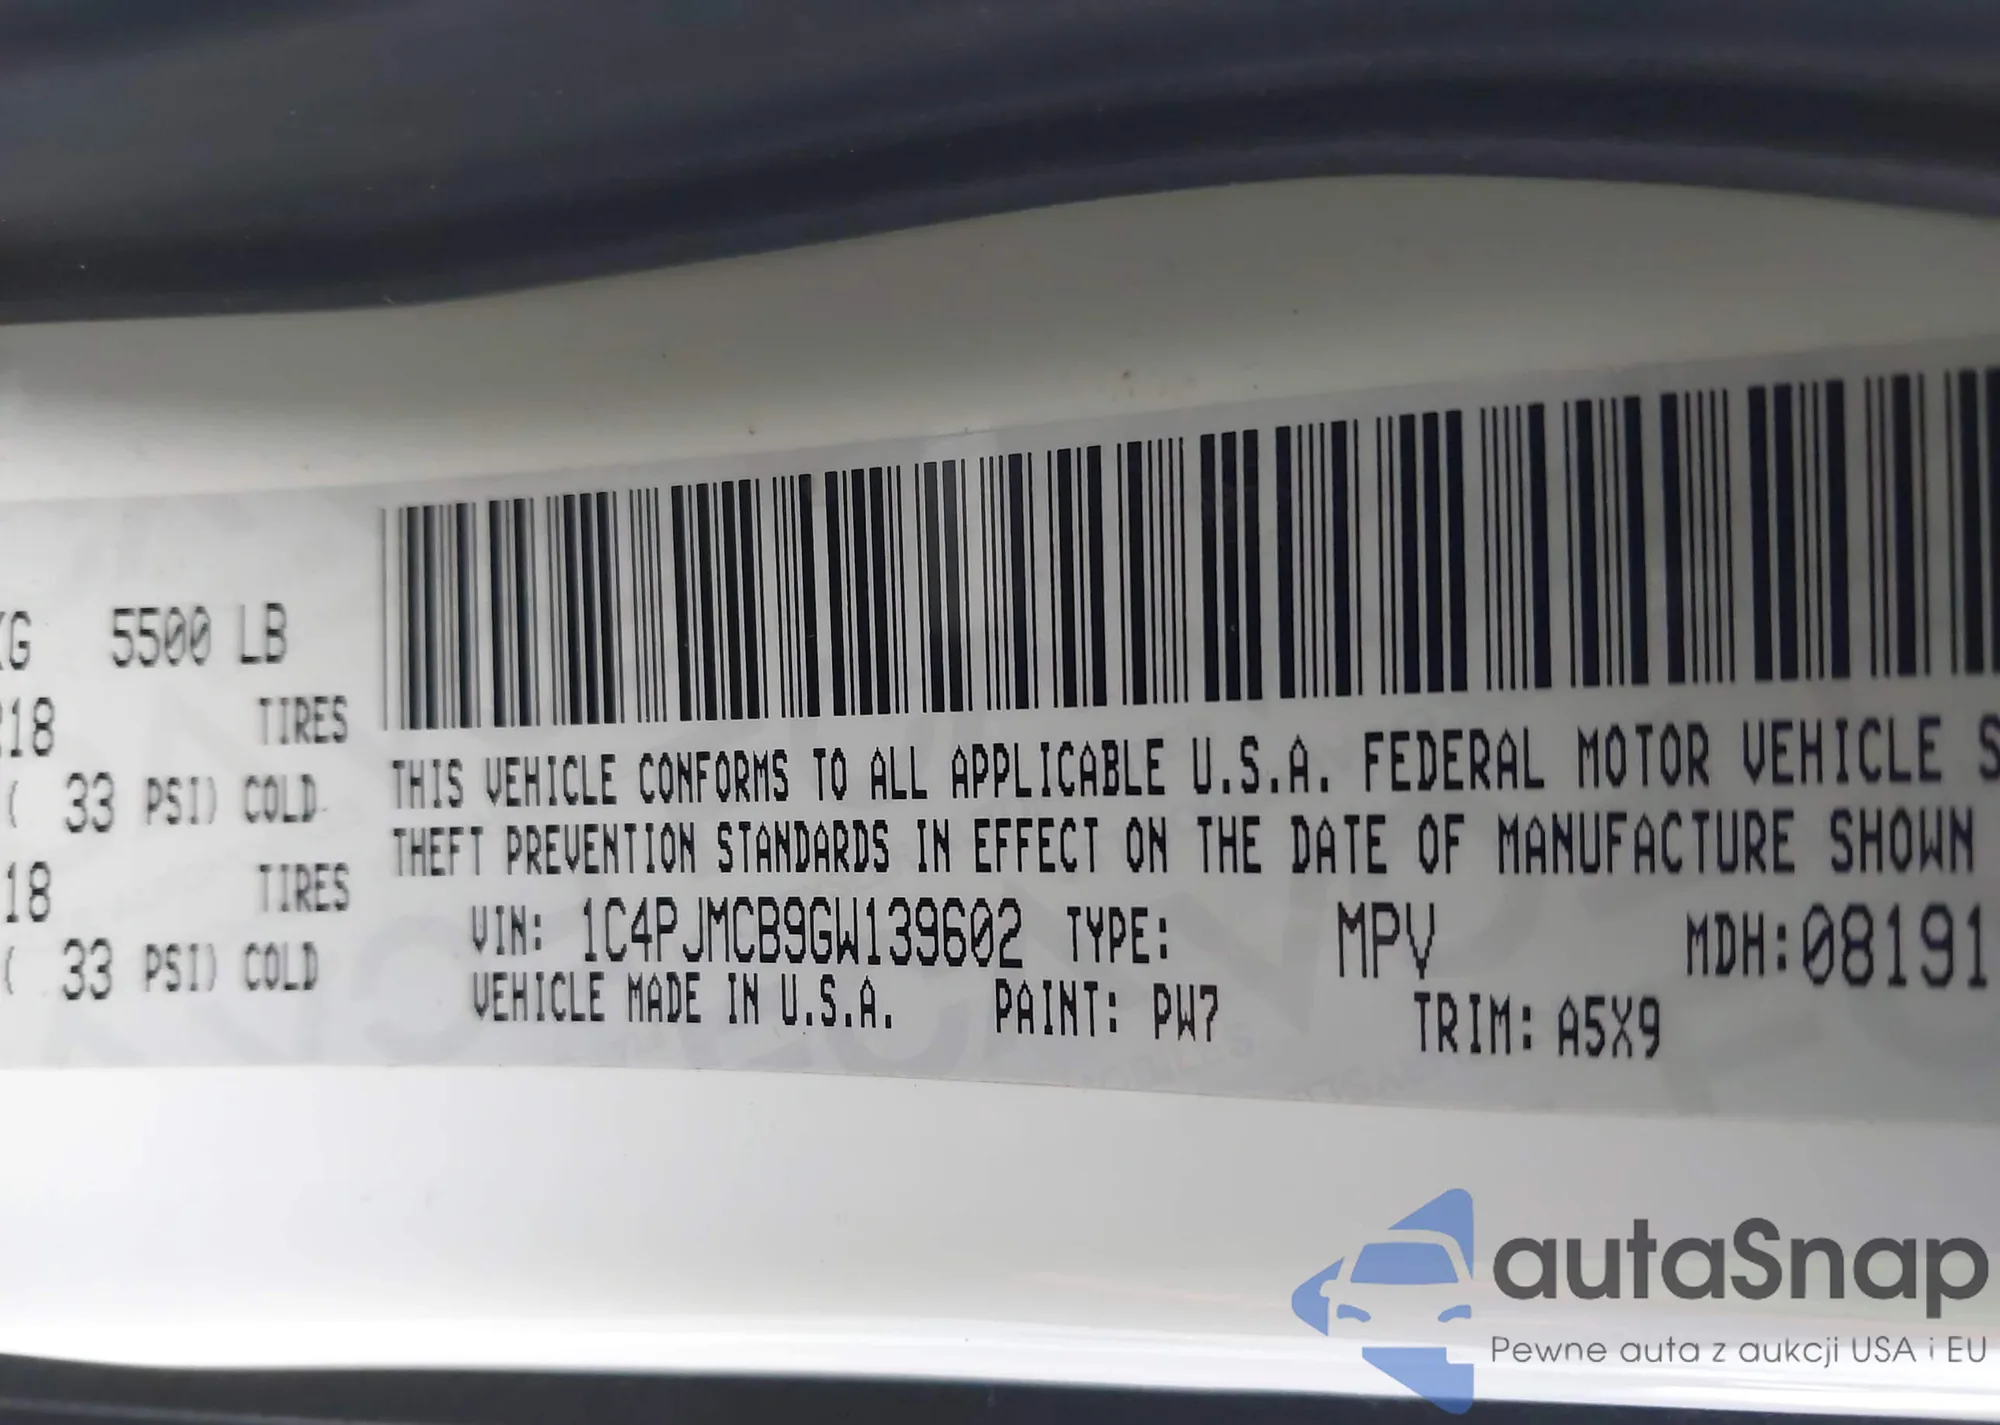 KG 5500 LB
R18 TIRES
( 33 PSI) COLD
18 TIRES
( 33 PSI) COLD
THIS VEHICLE CONFORMS TO ALL APPLICABLE U.S.A. FEDERAL MOTOR VEHICLE S
THEFT PREVENTION STANDARDS IN EFFECT ON THE DATE OF MANUFACTURE SHOWN
VIN: 1C4PJMCB9GW139602 TYPE: MPV MDH:08191
VEHICLE MADE IN U.S.A. PAINT: PW7 TRIM: A5X9
autaSnap
Pewne auta z aukcji USA i EU